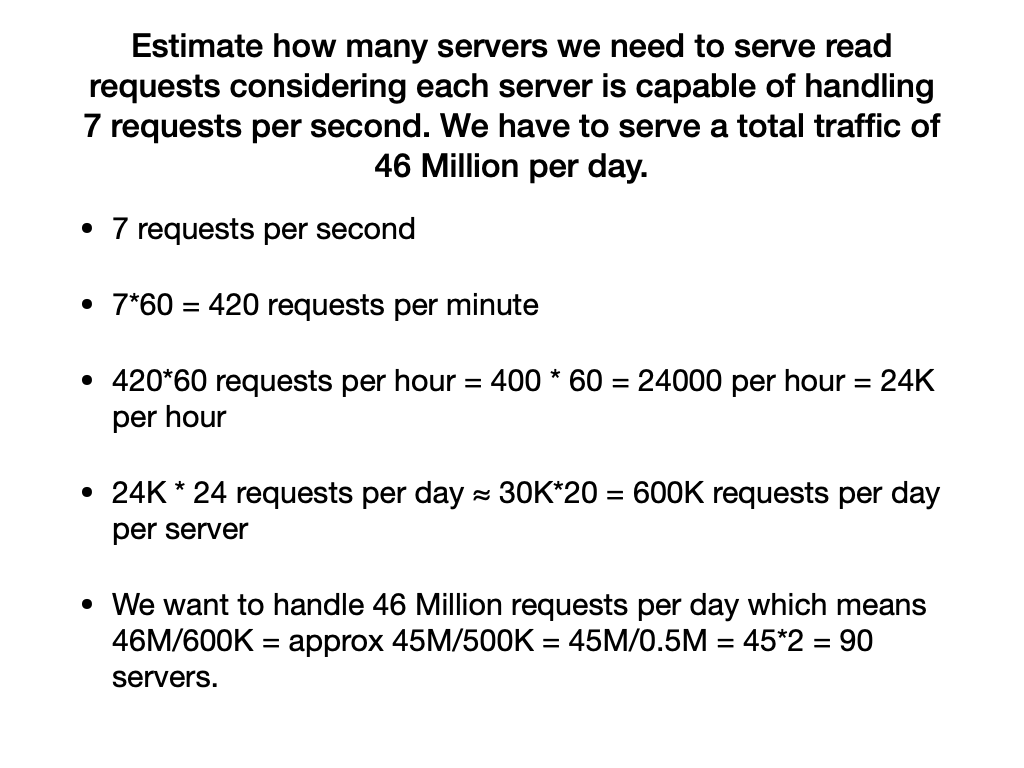 Estimate how many servers we need to serve read
requests considering each server is capable of handling
7 requests per second. We have to serve a total traffic of
46 Million per day.
• 7 requests per second
• 7*60 = 420 requests per minute
• 420*60 requests per hour = 400 * 60 = 24000 per hour = 24K
per hour
• 24K * 24 requests per day ≈ 30K*20 = 600K requests per day
per server
• We want to handle 46 Million requests per day which means
46M/600K = approx 45M/500K = 45M/0.5M = 45*2 = 90
servers.